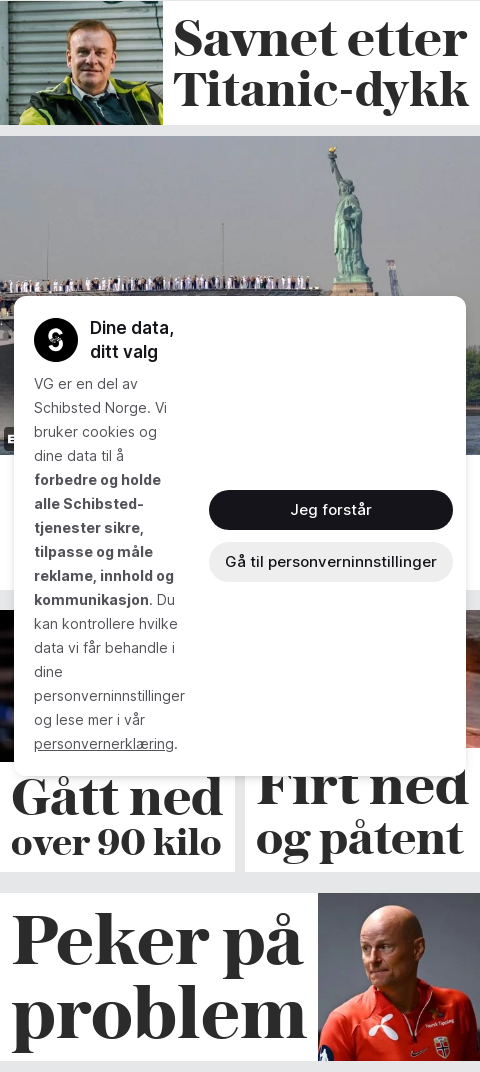 Savnet etter
Titanic-dykk
Dine data,
ditt valg
VG er en del av
Schibsted Norge. Vi
bruker cookies og
dine data til å
forbedre og holde
alle Schibsted-
tjenester sikre,
tilpasse og måle
reklame, innhold og
kommunikasjon. Du
kan kontrollere hvilke
data vi får behandle i
dine
personverninnstillinger
og lese mer i vår
personvernerklæring.
Jeg forstår
Gå til personverninnstillinger
Gått ned
over 90 kilo
Firt ned
og påtent
Peker på
problem
Norsk Tipping